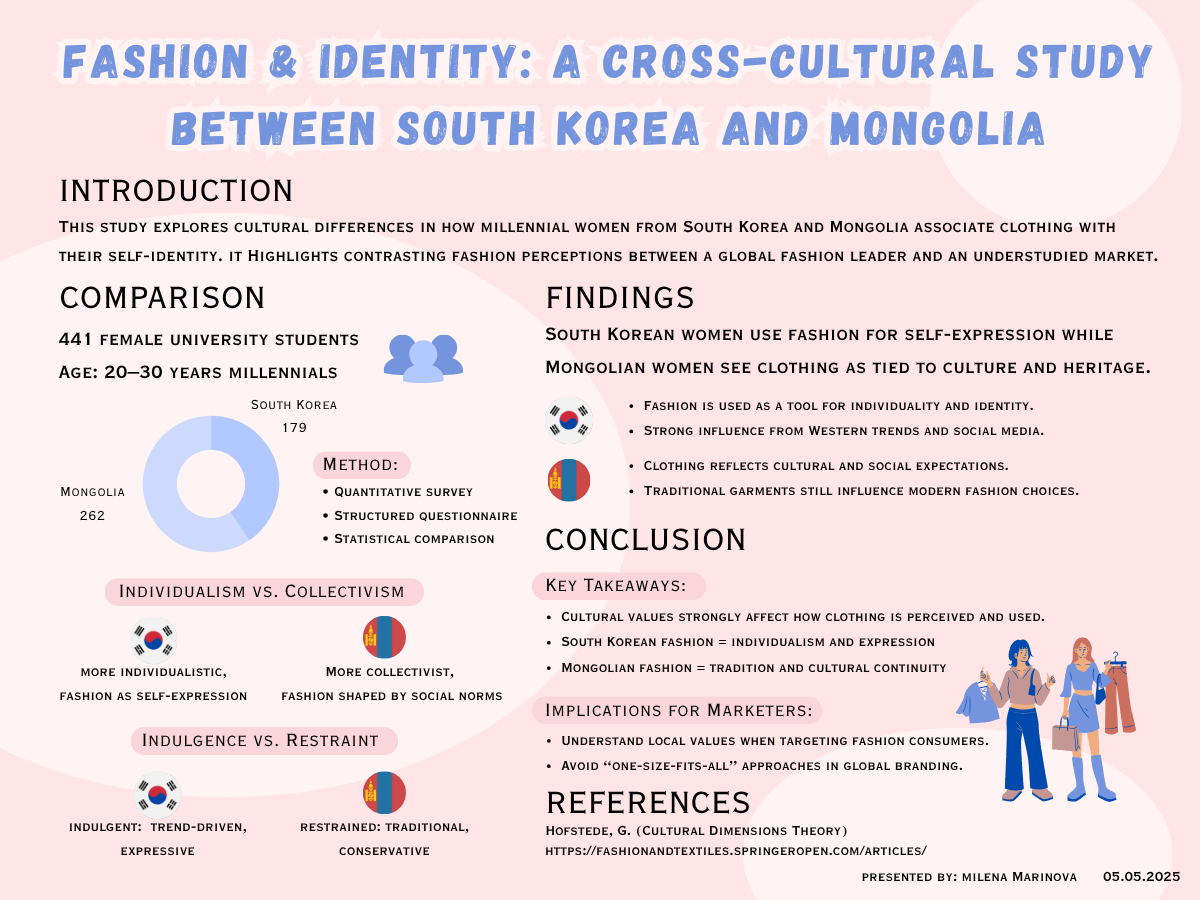 FASHION & IDENTITY: A CROSS-CULTURAL STUDY
BETWEEN SOUTH KOREA AND MONGOLIA
INTRODUCTION
This study explores cultural differences in how millennial women from South Korea and Mongolia associate clothing with
their self-identity. it Highlights contrasting fashion perceptions between a global fashion leader and an understudied market.
COMPARISON
441 female university students
Age: 20–30 years millennials
South Korea
179
Mongolia
262
Method:
• Quantitative survey
• Structured questionnaire
• Statistical comparison
Individualism vs. Collectivism
more individualistic,
fashion as self-expression
More collectivist,
fashion shaped by social norms
Indulgence vs. Restraint
indulgent: trend-driven,
expressive
restrained: traditional,
conservative
FINDINGS
South Korean women use fashion for self-expression while
Mongolian women see clothing as tied to culture and heritage.
• Fashion is used as a tool for individuality and identity.
• Strong influence from Western trends and social media.
• Clothing reflects cultural and social expectations.
• Traditional garments still influence modern fashion choices.
CONCLUSION
Key Takeaways:
• Cultural values strongly affect how clothing is perceived and used.
• South Korean fashion = individualism and expression
• Mongolian fashion = tradition and cultural continuity
Implications for Marketers:
• Understand local values when targeting fashion consumers.
• Avoid “one-size-fits-all” approaches in global branding.
REFERENCES
Hofstede, G. (Cultural Dimensions Theory)
https://fashionandtextiles.springeropen.com/articles/
presented by: milena Marinova 05.05.2025